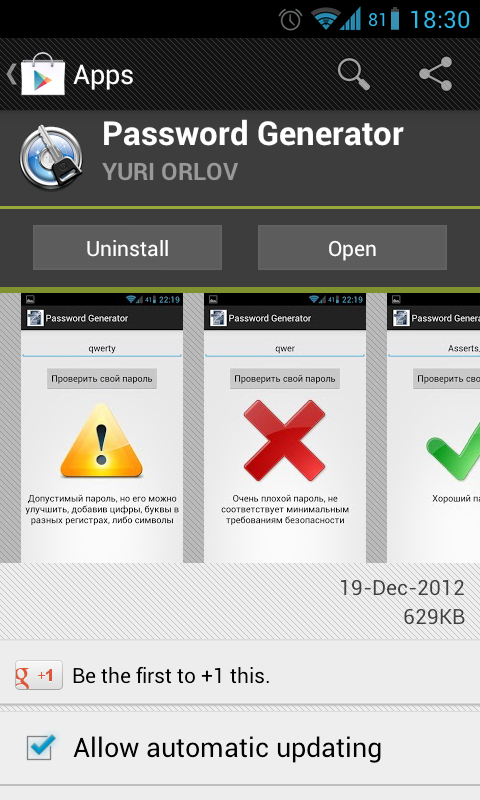 81 18:30
Apps
Password Generator
YURI ORLOV
Uninstall
Open
41 22:19
Password Generator
qwerty
Проверить свой пароль
Допустимый пароль, но его можно
улучшить, добавив цифры, буквы в
разных регистрах, либо символы
41 22:19
Password Generator
qwer
Проверить свой пароль
Очень плохой пароль, не
соответствует минимальным
требованиям безопасности
Password Genera
Asserts.
Проверить сво
Хороший па
19-Dec-2012
629KB
g +1
Be the first to +1 this.
Allow automatic updating